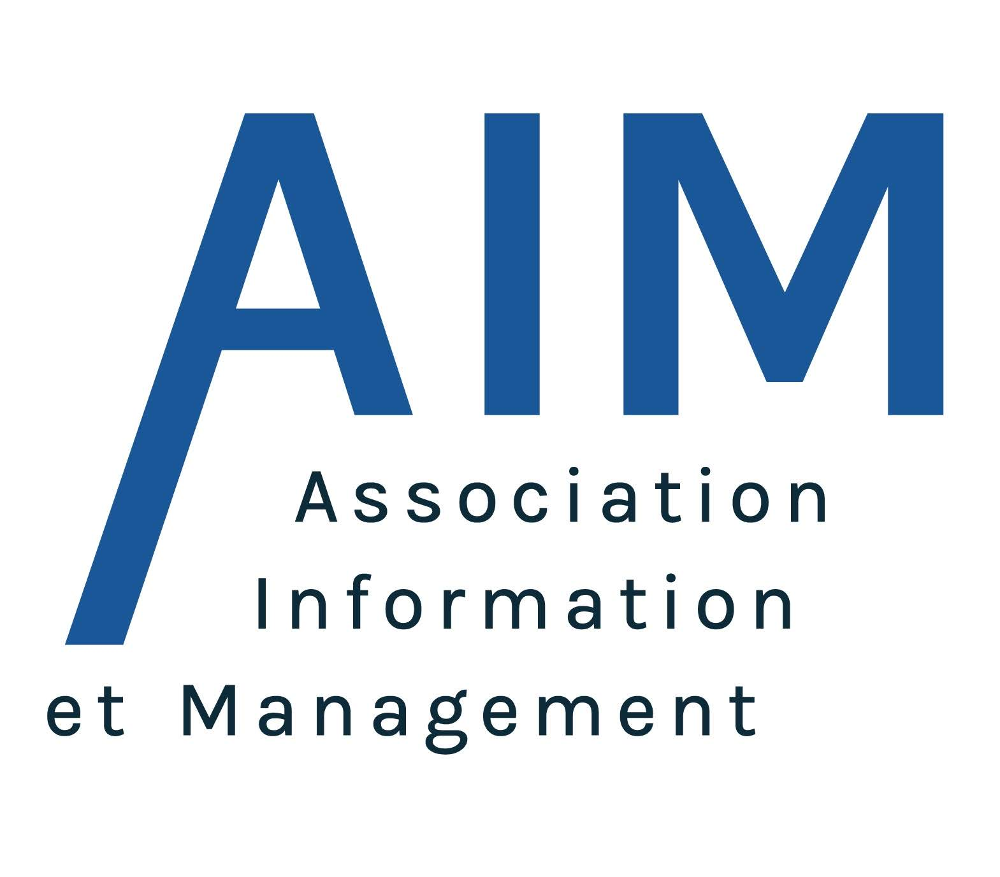 AIM
Association
Information
et Management